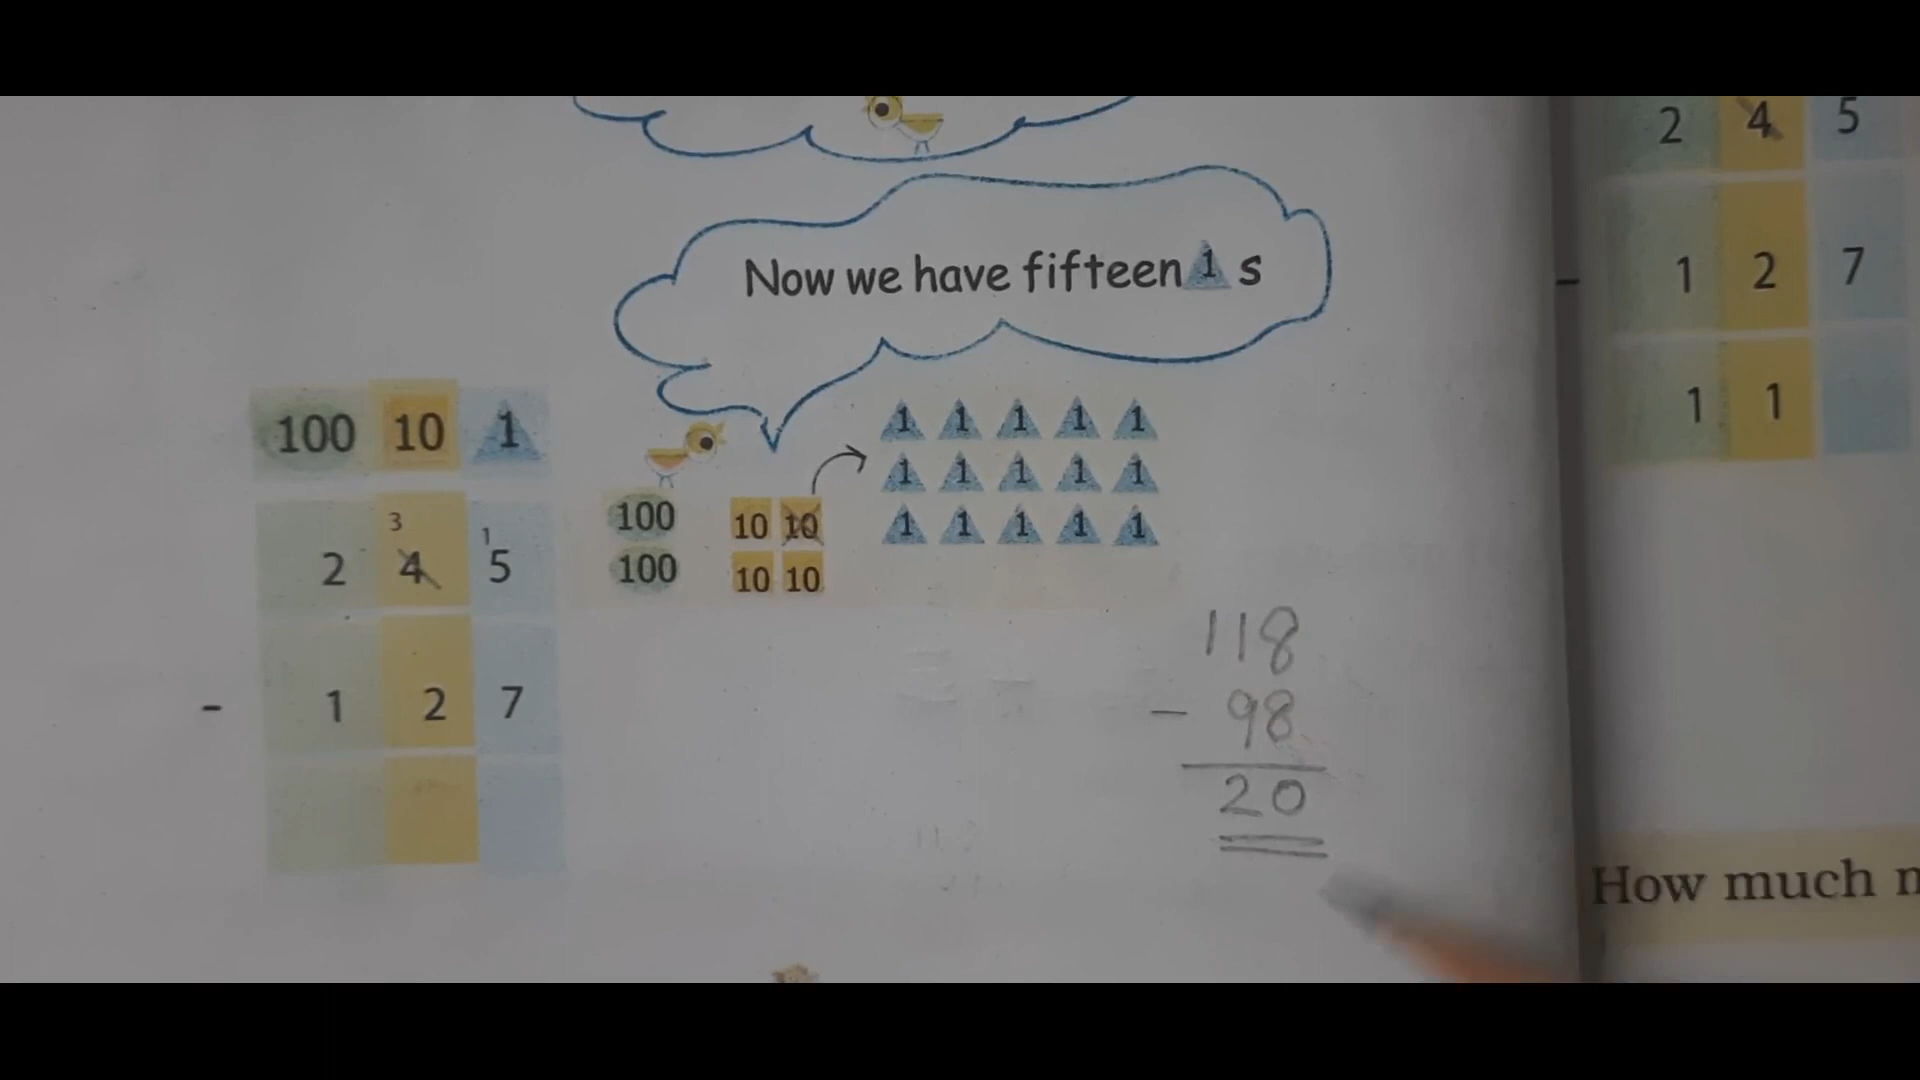 Now we have fifteen 1 s
100 10 1
3 1
2 4 5
- 1 2 7
100 10 10
100 10 10
1 1 1 1 1
1 1 1 1 1
1 1 1 1 1
118
- 98
20
2 4 5
- 1 2 7
1 1
How much